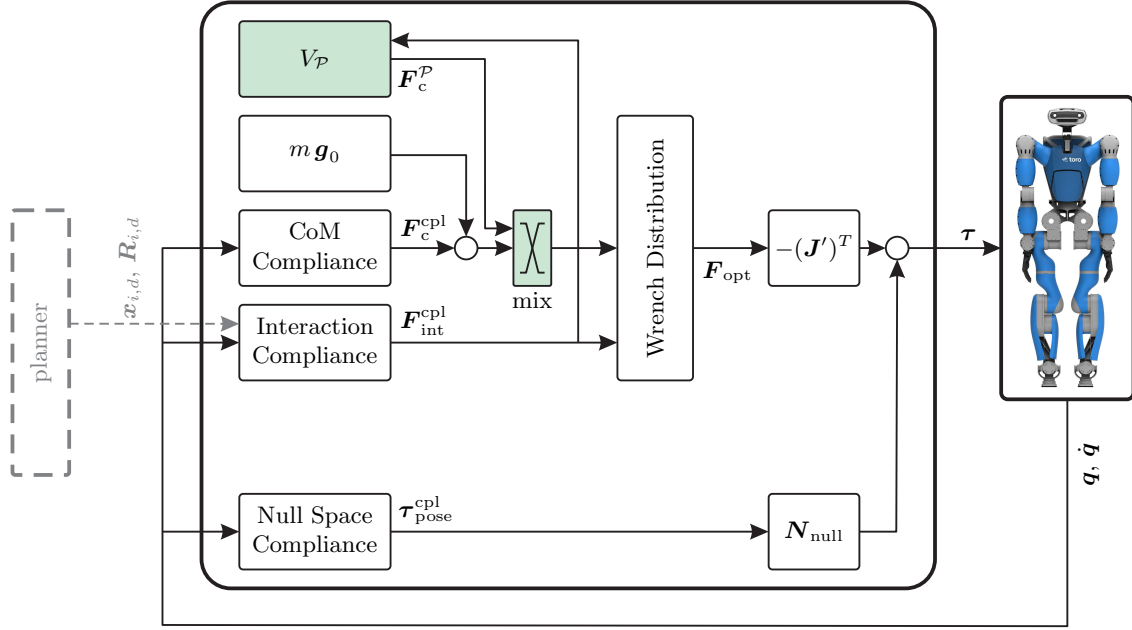 V_𝒫
F_c^𝒫
m g_0
toro
CoM
Compliance
F_c^cpl
mix
Interaction
Compliance
F_int^cpl
Wrench Distribution
F_opt
−(J′)^T
τ
planner
x_{i,d}, R_{i,d}
q, q̇
Null Space
Compliance
τ_pose^cpl
N_null